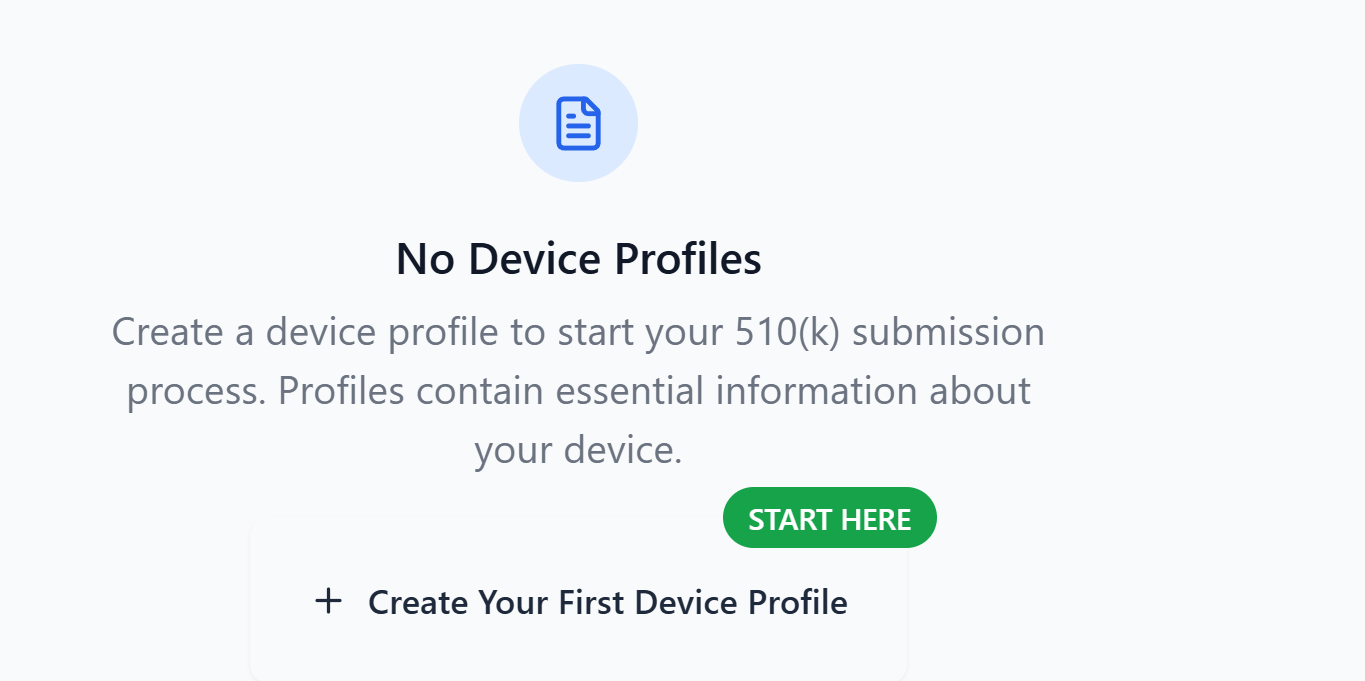 No Device Profiles
Create a device profile to start your 510(k) submission
process. Profiles contain essential information about
your device.
START HERE
Create Your First Device Profile